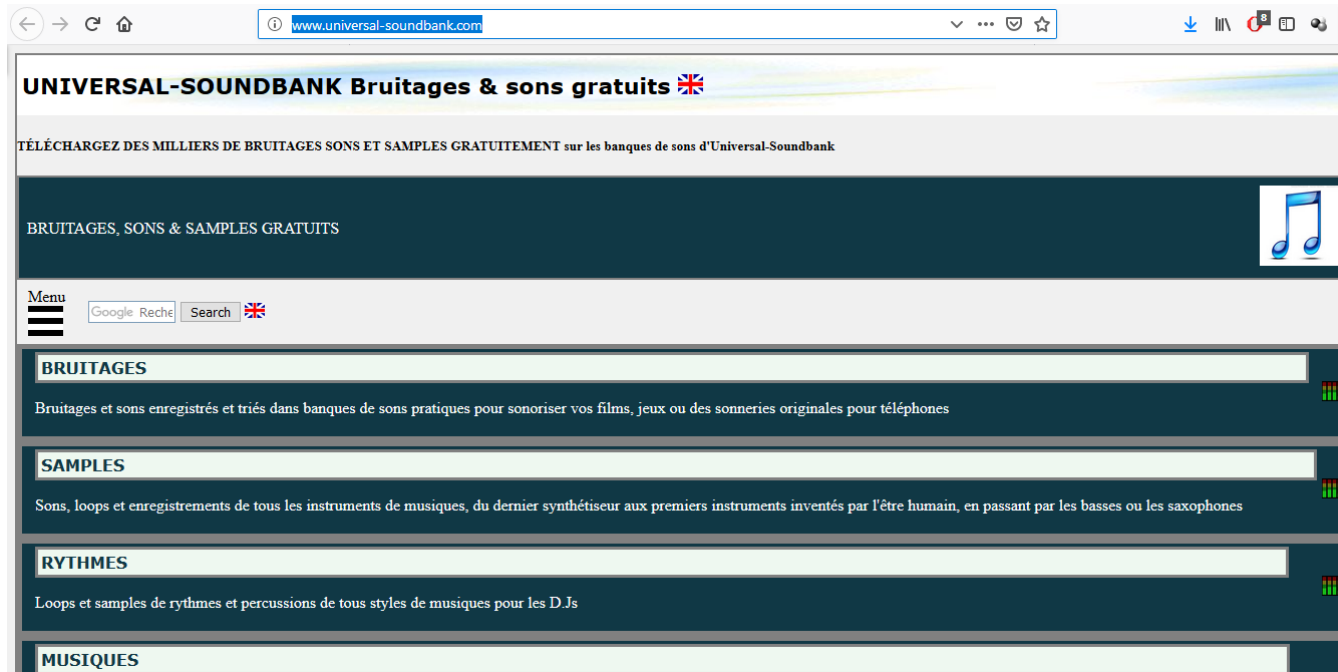 www.universal-soundbank.com
8
UNIVERSAL-SOUNDBANK Bruitages & sons gratuits
TÉLÉCHARGEZ DES MILLIERS DE BRUITAGES SONS ET SAMPLES GRATUITEMENT sur les banques de sons d'Universal-Soundbank
BRUITAGES, SONS & SAMPLES GRATUITS
Menu
Google Reche Search
BRUITAGES
Bruitages et sons enregistrés et triés dans banques de sons pratiques pour sonoriser vos films, jeux ou des sonneries originales pour téléphones
SAMPLES
Sons, loops et enregistrements de tous les instruments de musiques, du dernier synthétiseur aux premiers instruments inventés par l'être humain, en passant par les basses ou les saxophones
RYTHMES
Loops et samples de rythmes et percussions de tous styles de musiques pour les D.Js
MUSIQUES